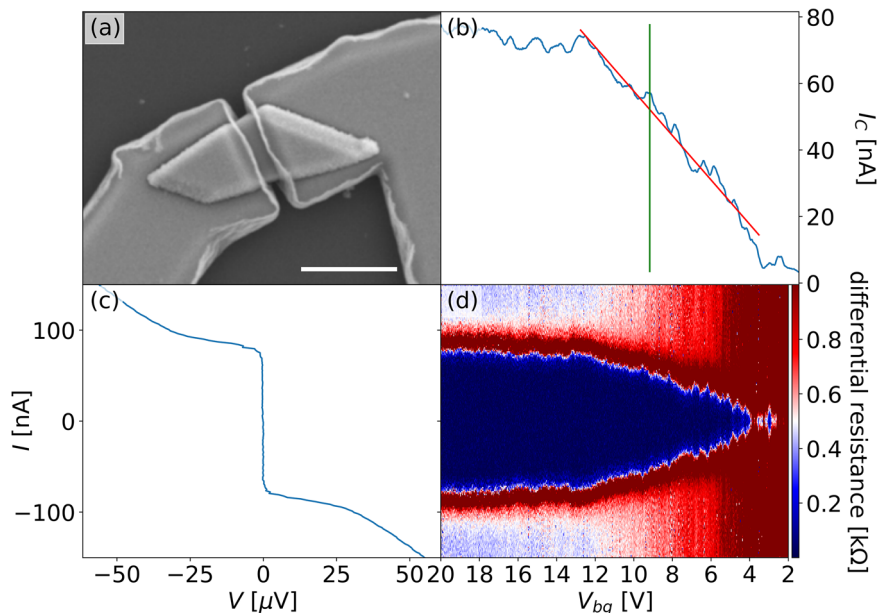 (a)
(b)
80
60
40
20
0
I_C [nA]
(c)
100
0
−100
I [nA]
−50 −25 0 25 50
V [μV]
(d)
20 18 16 14 12 10 8 6 4 2
V_bg [V]
0.8
0.6
0.4
0.2
differential resistance [kΩ]